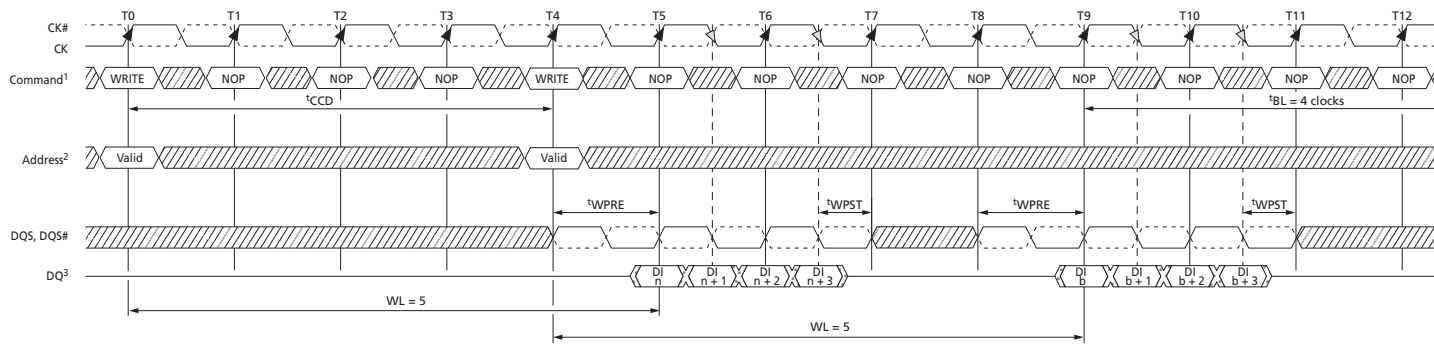 T0 T1 T2 T3 T4 T5 T6 T7 T8 T9 T10 T11 T12
CK#
CK
Command1 WRITE NOP NOP NOP WRITE NOP NOP NOP NOP NOP NOP NOP NOP
tCCD tBL = 4 clocks
Address2 Valid Valid
tWPRE tWPST tWPRE tWPST
DQS, DQS#
DQ3 DI n DI n + 1 DI n + 2 DI n + 3 DI b DI b + 1 DI b + 2 DI b + 3
WL = 5
WL = 5